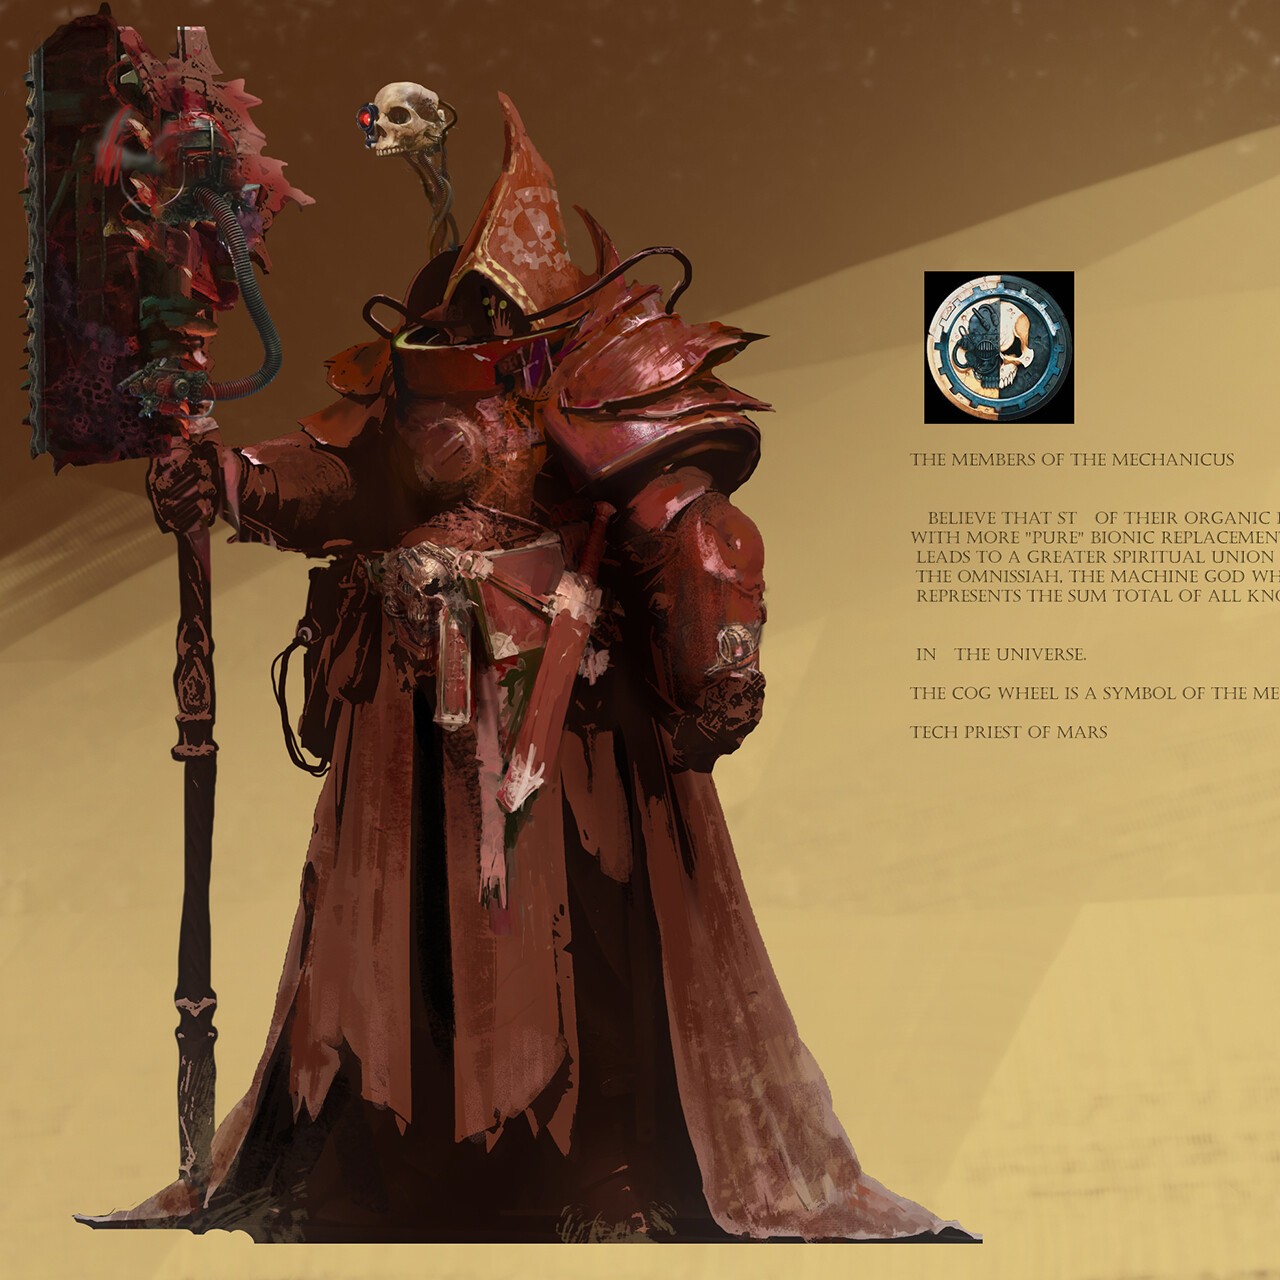 THE MEMBERS OF THE MECHANICUS
BELIEVE THAT ST OF THEIR ORGANIC
WITH MORE "PURE" BIONIC REPLACEMENT
LEADS TO A GREATER SPIRITUAL UNION
THE OMNISSIAH, THE MACHINE GOD WH
REPRESENTS THE SUM TOTAL OF ALL KNO
IN THE UNIVERSE.
THE COG WHEEL IS A SYMBOL OF THE ME
TECH PRIEST OF MARS